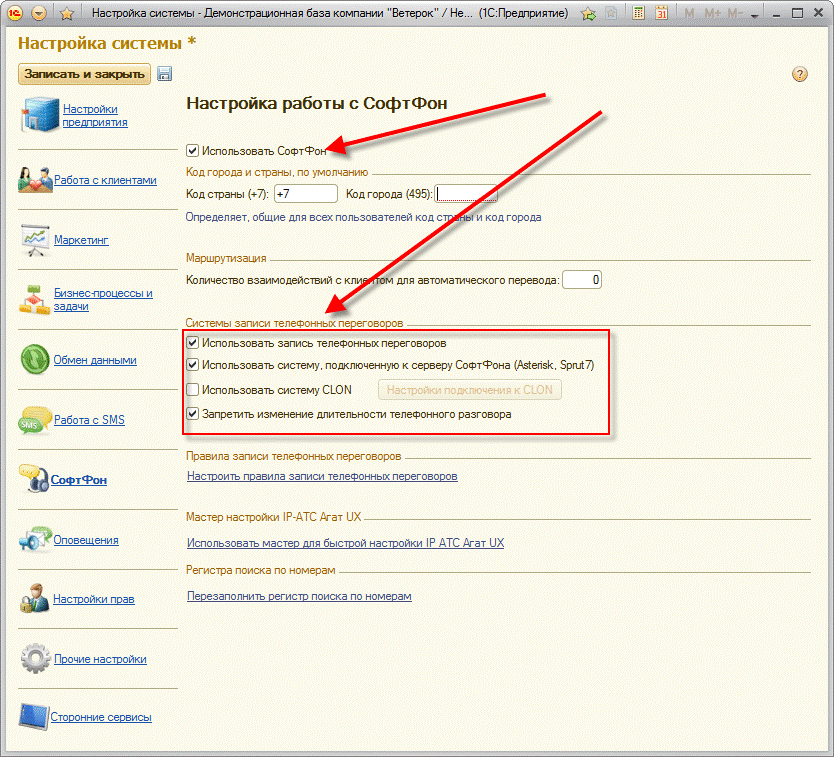 Настройка системы - Демонстрационная база компании "Ветерок" / Не... (1С:Предприятие)
M M+ M-
Настройка системы *
Записать и закрыть
Настройки
предприятия
Работа с клиентами
Маркетинг
Бизнес-процессы и
задачи
Обмен данными
SMS
Работа с SMS
СофтФон
Оповещения
Настройки прав
Прочие настройки
Сторонние сервисы
Настройка работы с СофтФон
Использовать СофтФон
Код города и страны, по умолчанию
Код страны (+7): +7 Код города (495):
Определяет, общие для всех пользователей код страны и код города
Маршрутизация
Количество взаимодействий с клиентом для автоматического перевода: 0
Системы записи телефонных переговоров
Использовать запись телефонных переговоров
Использовать систему, подключенную к серверу СофтФона (Asterisk, Sprut7)
Использовать систему CLON Настройки подключения к CLON
Запретить изменение длительности телефонного разговора
Правила записи телефонных переговоров
Настроить правила записи телефонных переговоров
Мастер настройки IP-АТС Агат UX
Использовать мастер для быстрой настройки IP АТС Агат UX
Регистра поиска по номерам
Перезаполнить регистр поиска по номерам